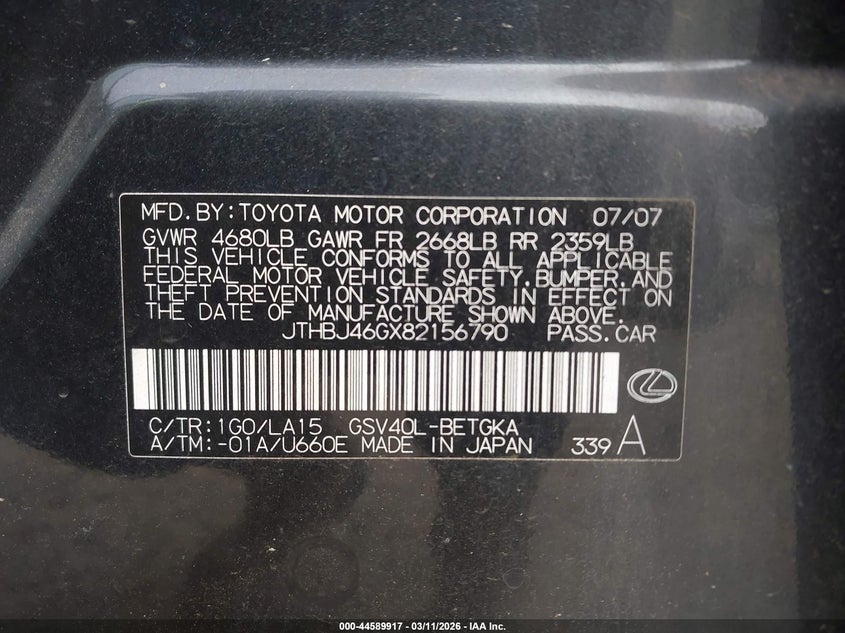 MFD.BY:TOYOTA MOTOR CORPORATION 07/07
GVWR 4680LB GAWR FR 2668LB RR 2359LB
THIS VEHICLE CONFORMS TO ALL APPLICABLE
FEDERAL MOTOR VEHICLE SAFETY,BUMPER,AND
THEFT PREVENTION STANDARDS IN EFFECT ON
THE DATE OF MANUFACTURE SHOWN ABOVE.
JTHBJ46GX82156790 PASS.CAR
C/TR:1G0/LA15 GSV40L-BETGKA
A/TM:-01A/U660E MADE IN JAPAN 339 A
000-44589917 - 03/11/2026 - IAA Inc.